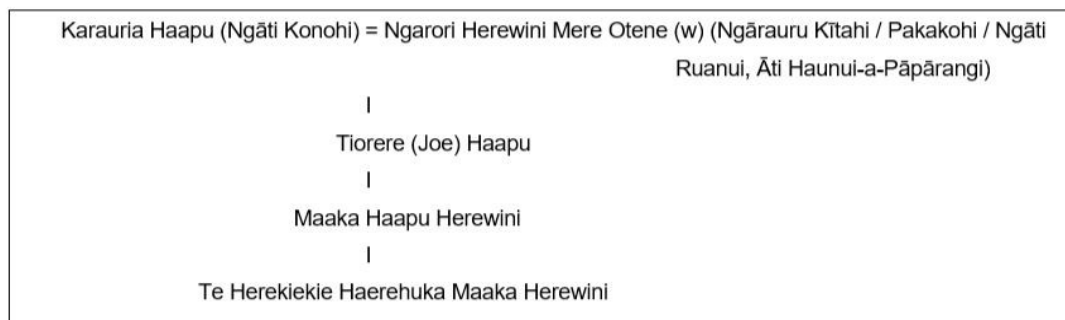 Karauria Haapu (Ngāti Konohi) = Ngarori Herewini Mere Otene (w) (Ngārauru Kītahi / Pakakohi / Ngāti
Ruanui, Āti Haunui-a-Pāpārangi)
|
Tiorere (Joe) Haapu
|
Maaka Haapu Herewini
|
Te Herekiekie Haerehuka Maaka Herewini